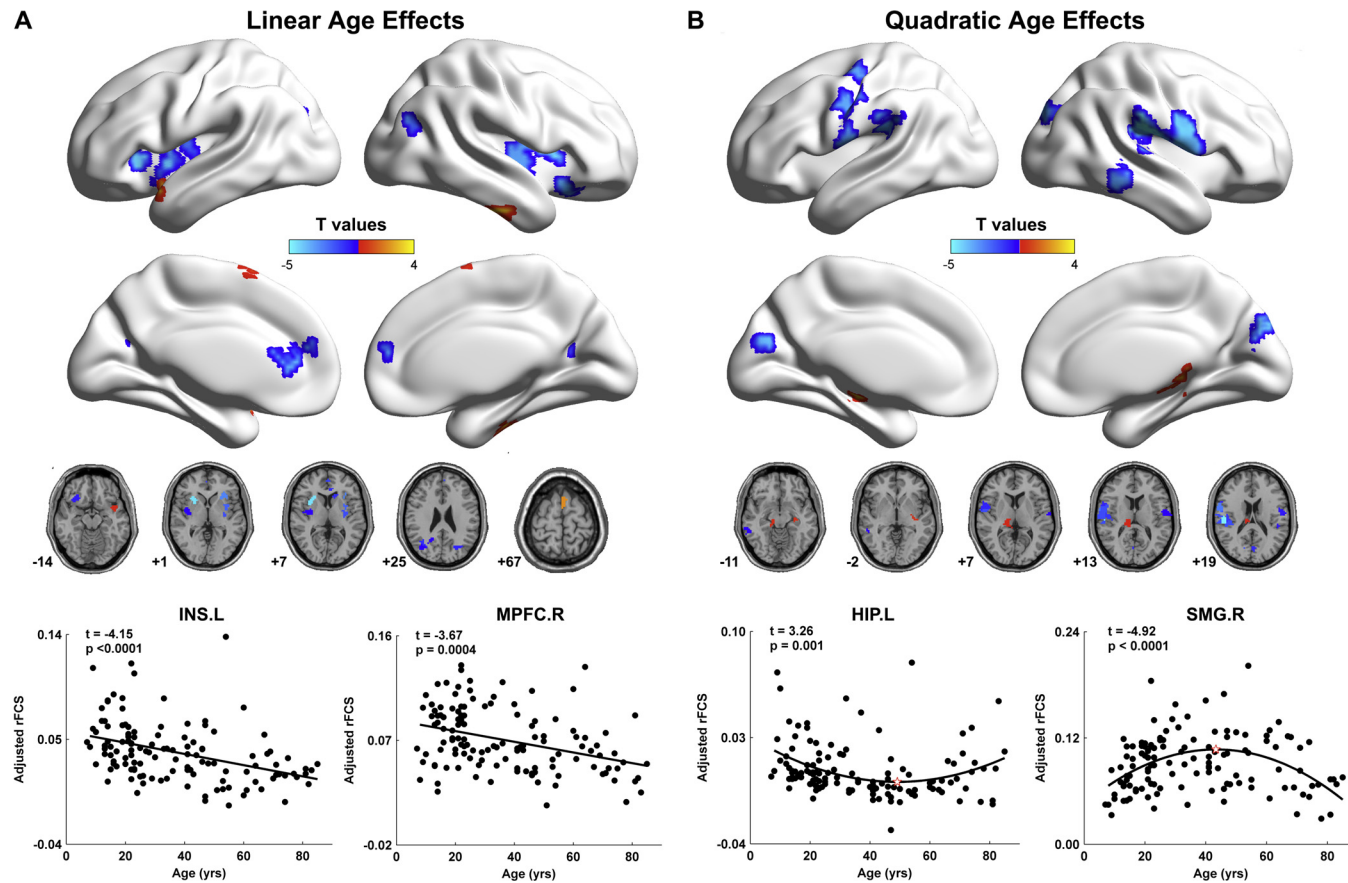 A Linear Age Effects
T values
-5 4
-14 +1 +7 +25 +67
INS.L
t = -4.15
p <0.0001
0.14
0.05
-0.04
Adjusted rFCS
0 20 40 60 80
Age (yrs)
MPFC.R
t = -3.67
p = 0.0004
0.16
0.07
-0.02
Adjusted rFCS
0 20 40 60 80
Age (yrs)
B Quadratic Age Effects
T values
-5 4
-11 -2 +7 +13 +19
HIP.L
t = 3.26
p = 0.001
0.10
0.03
-0.04
Adjusted rFCS
0 20 40 60 80
Age (yrs)
SMG.R
t = -4.92
p < 0.0001
0.24
0.12
0.00
Adjusted rFCS
0 20 40 60 80
Age (yrs)